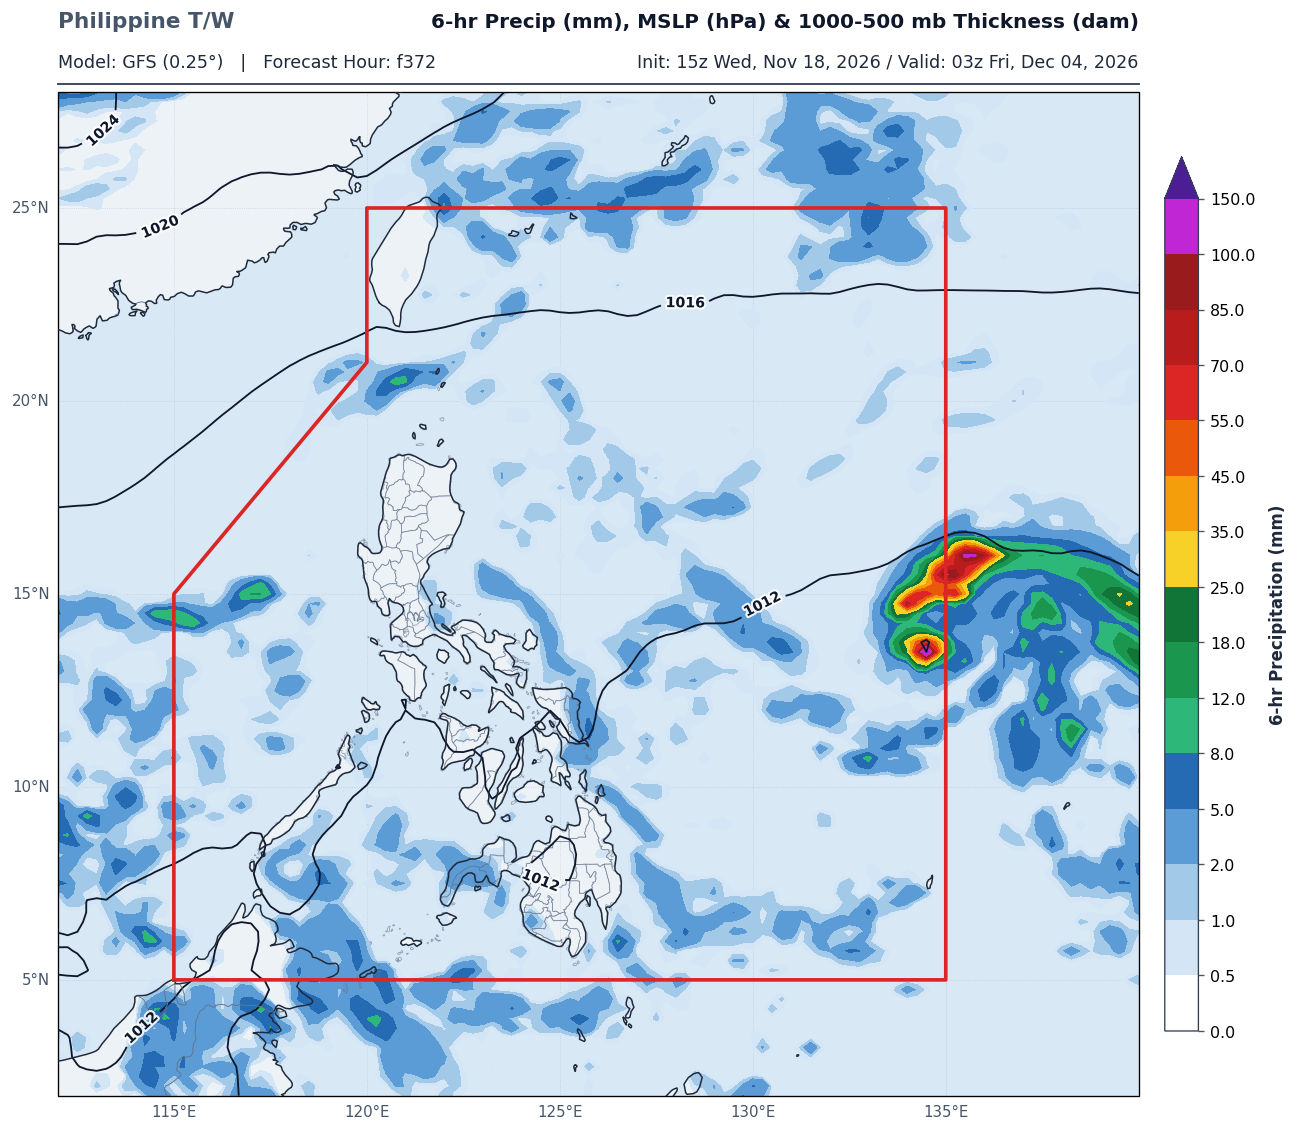 Philippine T/W
6-hr Precip (mm), MSLP (hPa) & 1000-500 mb Thickness (dam)
Model: GFS (0.25°) | Forecast Hour: f372
Init: 15z Wed, Nov 18, 2026 / Valid: 03z Fri, Dec 04, 2026
1024
1020
1016
1012
1012
1012
25°N
20°N
15°N
10°N
5°N
115°E
120°E
125°E
130°E
135°E
150.0
100.0
85.0
70.0
55.0
45.0
35.0
25.0
18.0
12.0
8.0
5.0
2.0
1.0
0.5
0.0
6-hr Precipitation (mm)